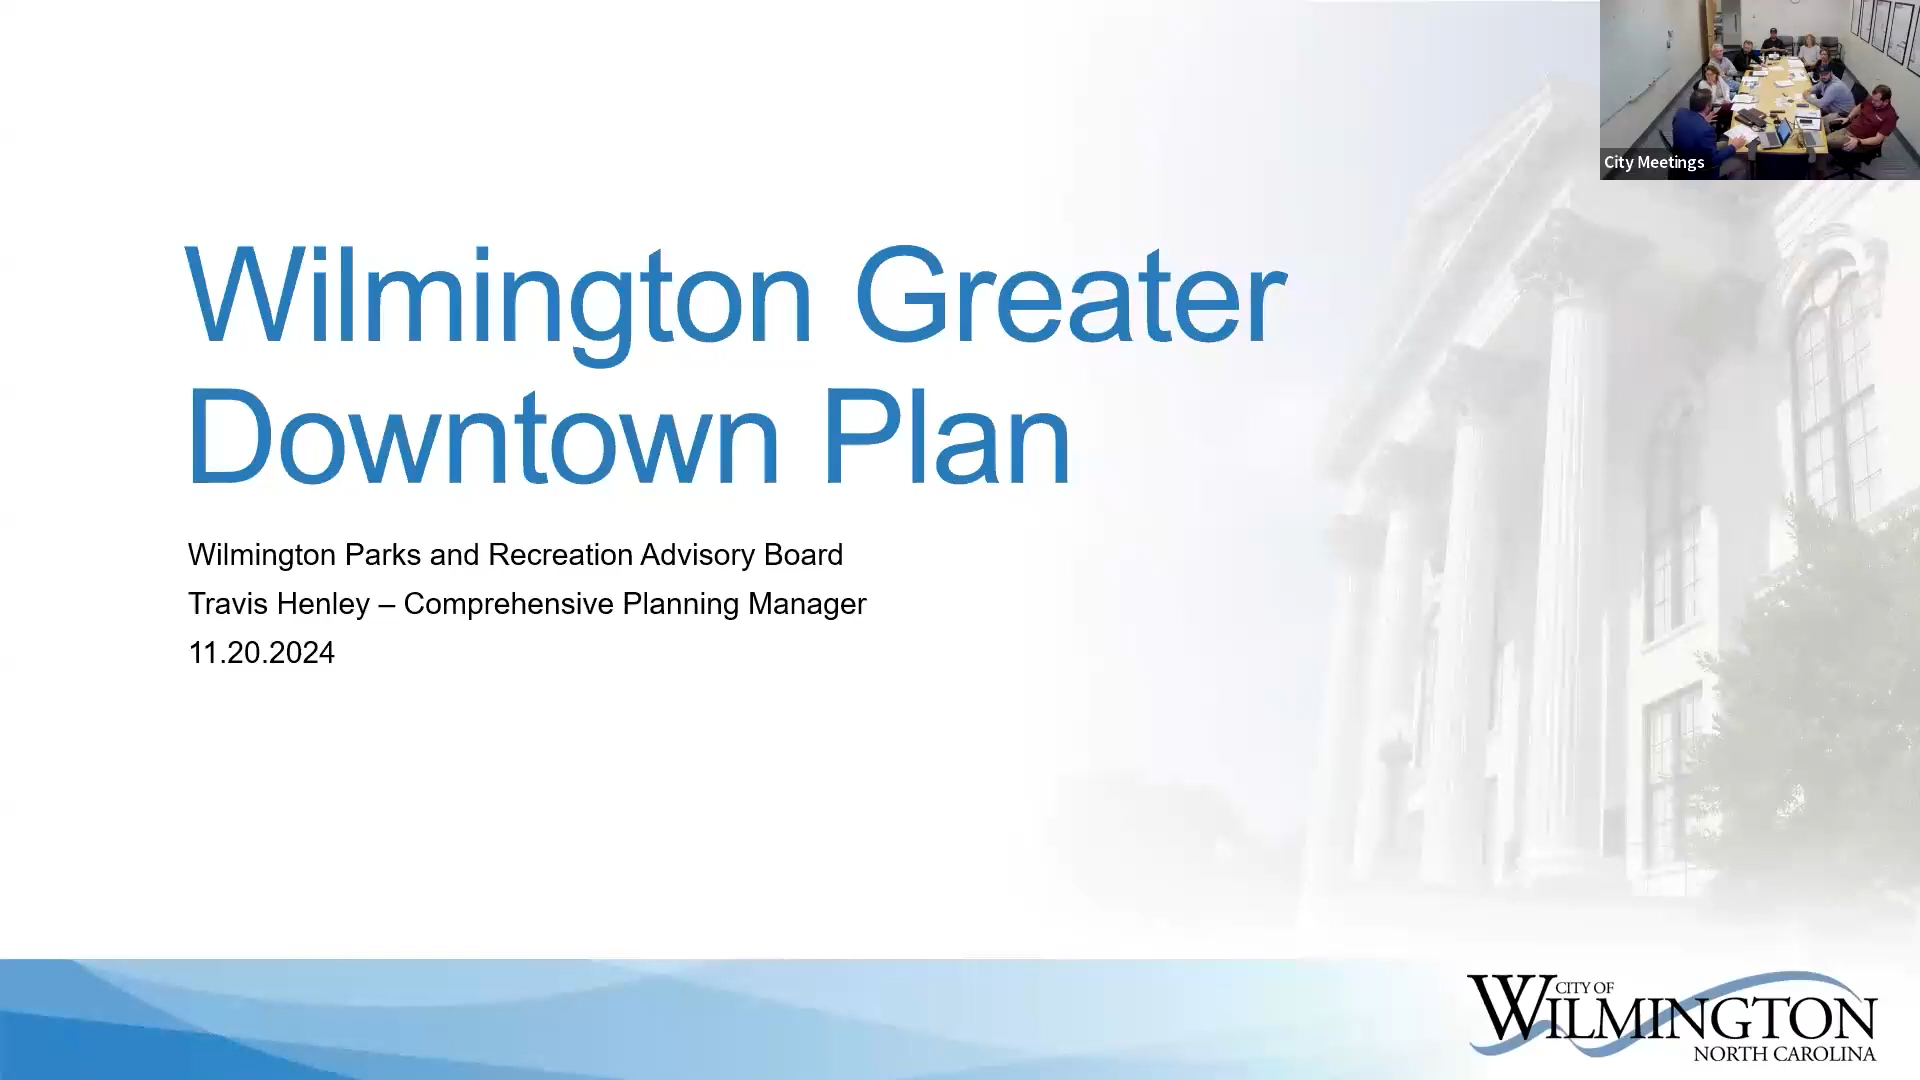 City Meetings
Wilmington Greater
Downtown Plan
Wilmington Parks and Recreation Advisory Board
Travis Henley – Comprehensive Planning Manager
11.20.2024
CITY OF
WILMINGTON
NORTH CAROLINA